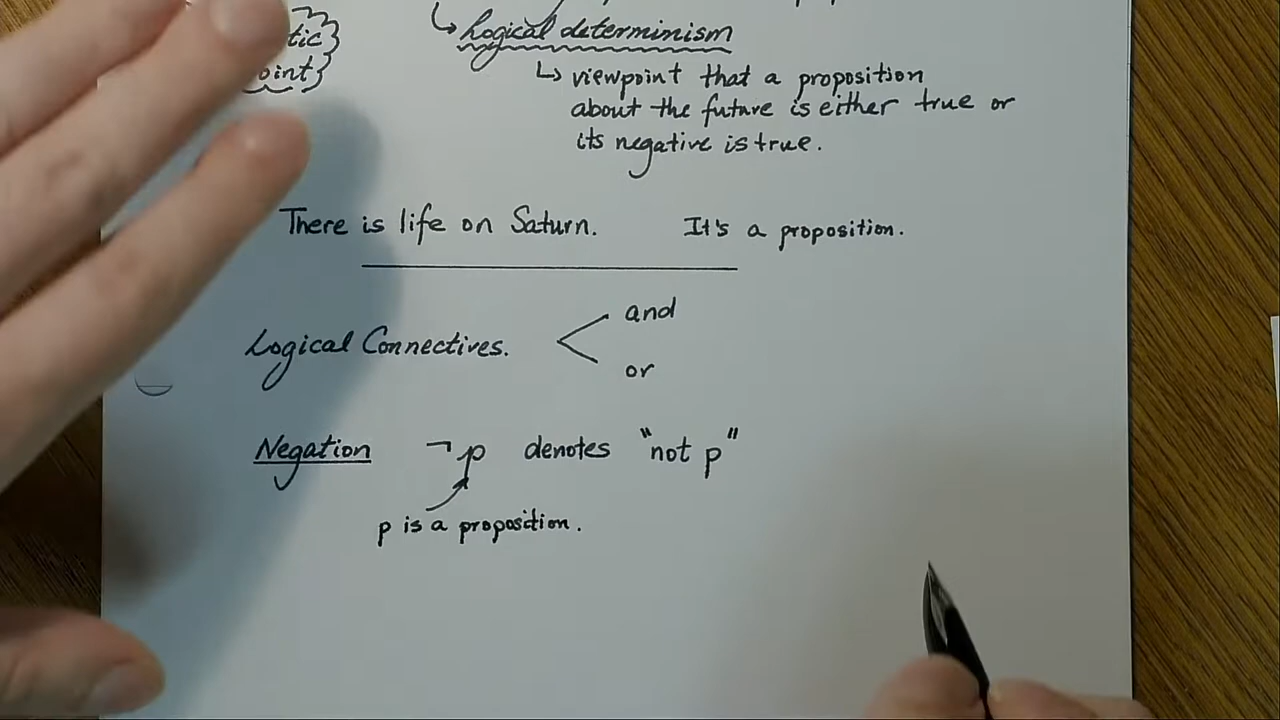 Logical determinism
↳ viewpoint that a proposition
about the future is either true or
its negative is true.
There is life on Saturn. It's a proposition.
Logical Connectives. < and
or
Negation ¬p denotes "not p"
p is a proposition.